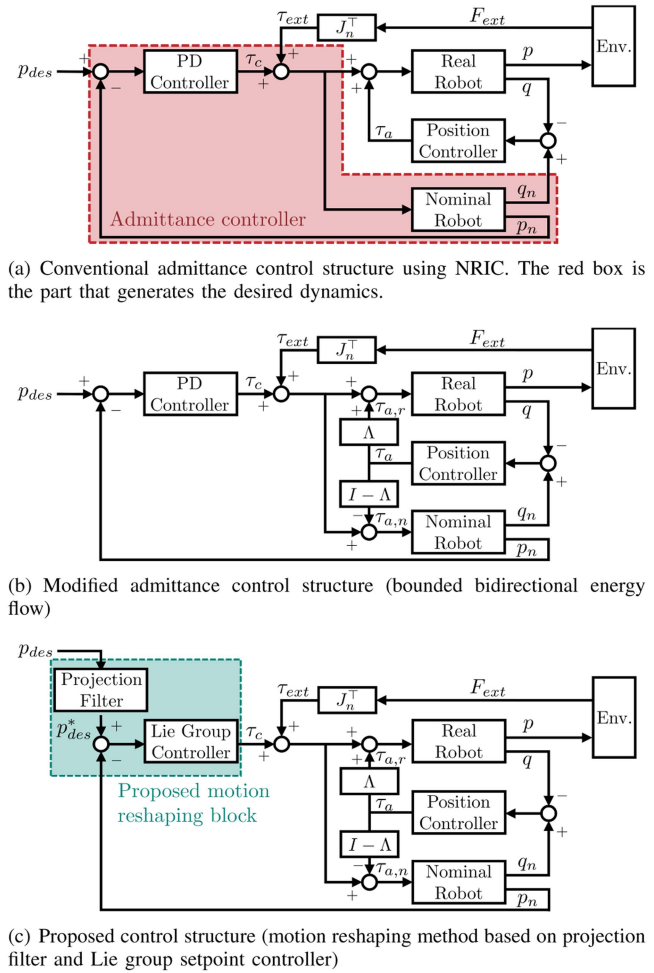 τ_ext
J_n^⊤
F_ext
Env.
p_des
+
−
PD
Controller
τ_c
+
+
+
+
Real
Robot
p
q
τ_a
Position
Controller
−
+
Admittance controller
Nominal
Robot
q_n
p_n
(a) Conventional admittance control structure using NRIC. The red box is
the part that generates the desired dynamics.
τ_ext
J_n^⊤
F_ext
Env.
p_des
+
−
PD
Controller
τ_c
+
+
+
+
τ_{a,r}
Real
Robot
p
q
Λ
τ_a
Position
Controller
−
+
I − Λ
−
+
τ_{a,n}
Nominal
Robot
q_n
p_n
(b) Modified admittance control structure (bounded bidirectional energy
flow)
p_des
Projection
Filter
p*_des
+
−
Lie Group
Controller
τ_c
+
+
τ_ext
J_n^⊤
F_ext
Env.
+
+
τ_{a,r}
Real
Robot
p
q
Proposed motion
reshaping block
Λ
τ_a
Position
Controller
−
+
I − Λ
−
+
τ_{a,n}
Nominal
Robot
q_n
p_n
(c) Proposed control structure (motion reshaping method based on projection
filter and Lie group setpoint controller)